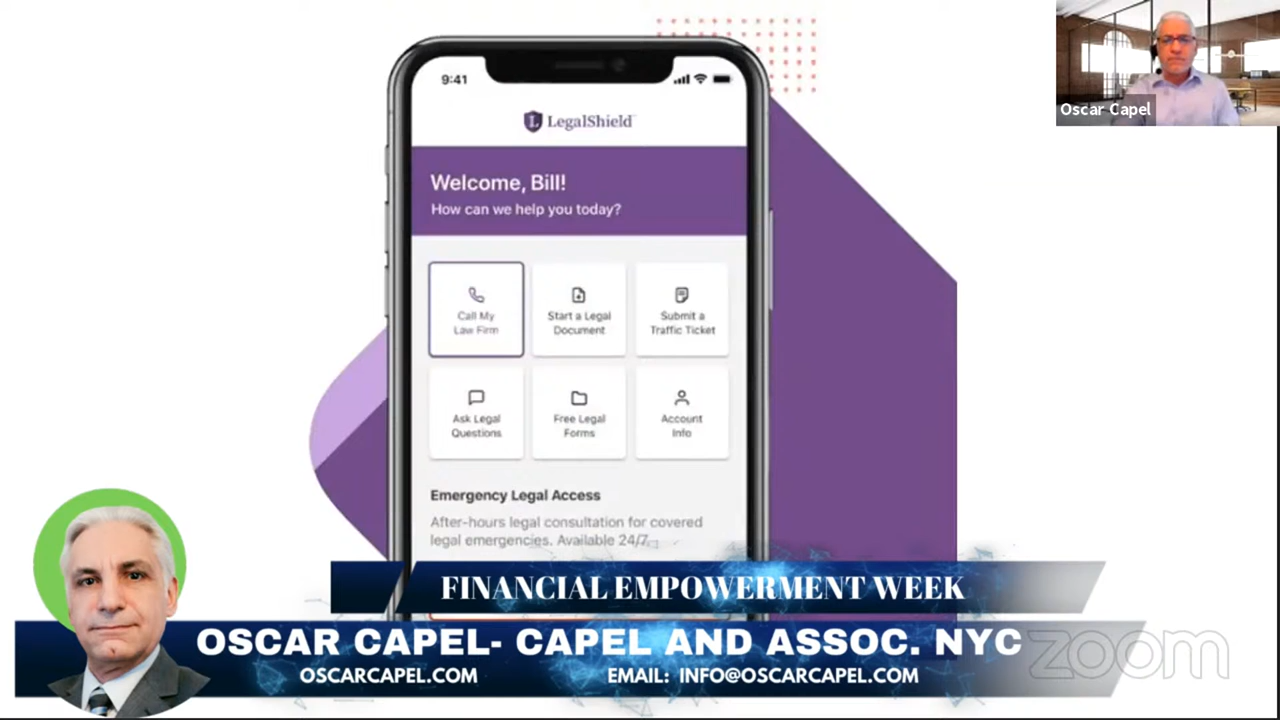 9:41
LegalShield
Welcome, Bill!
How can we help you today?
Call My
Law Firm
Start a Legal
Document
Submit a
Traffic Ticket
Ask Legal
Questions
Free Legal
Forms
Account
Info
Emergency Legal Access
After-hours legal consultation for covered
legal emergencies. Available 24/7.
Oscar Capel
FINANCIAL EMPOWERMENT WEEK
OSCAR CAPEL- CAPEL AND ASSOC. NYC
OSCARCAPEL.COM
EMAIL: INFO@OSCARCAPEL.COM
zoom